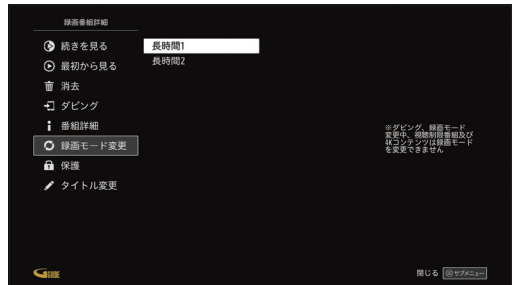 録画番組詳細
続きを見る
最初から見る
消去
ダビング
番組詳細
録画モード変更
保護
タイトル変更
長時間1
長時間2
※ダビング、録画モード
変更中、視聴制限番組及び
4Kコンテンツは録画モード
を変更できません
G GUIDE
閉じる サブメニュー